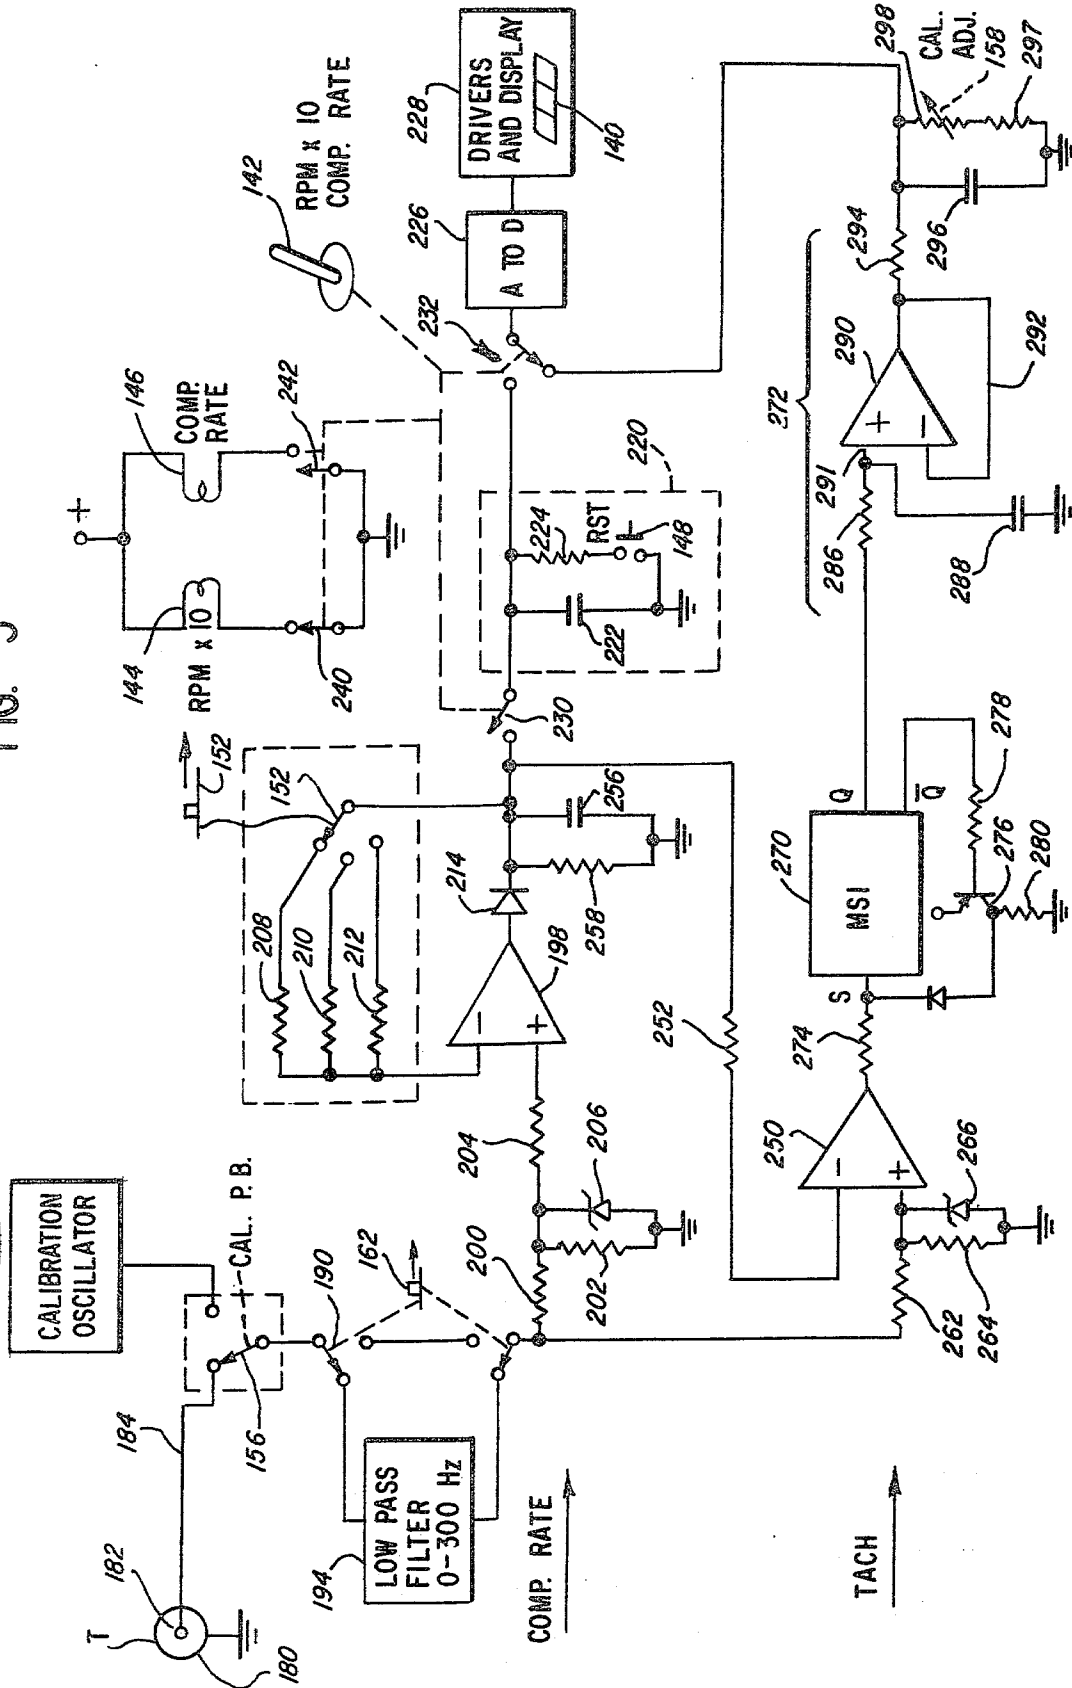 FIG. 5
T
182
180
184
156
CALIBRATION
OSCILLATOR
CAL. P.B.
190
162
194
LOW PASS
FILTER
0-300 Hz
COMP. RATE
TACH
200
202
204
206
208
210
212
152
152
-
+
198
214
258
256
230
RPM x 10
144
+
146
COMP.
RATE
240
242
142
RPM x 10
COMP. RATE
220
222
224
RST
148
232
226
A TO D
228
DRIVERS
AND DISPLAY
140
252
262
264
266
250
-
+
274
S
270
MSI
Q
Q̅
276
278
280
272
286
288
291
+
-
290
292
294
296
298
CAL.
ADJ.
158
297